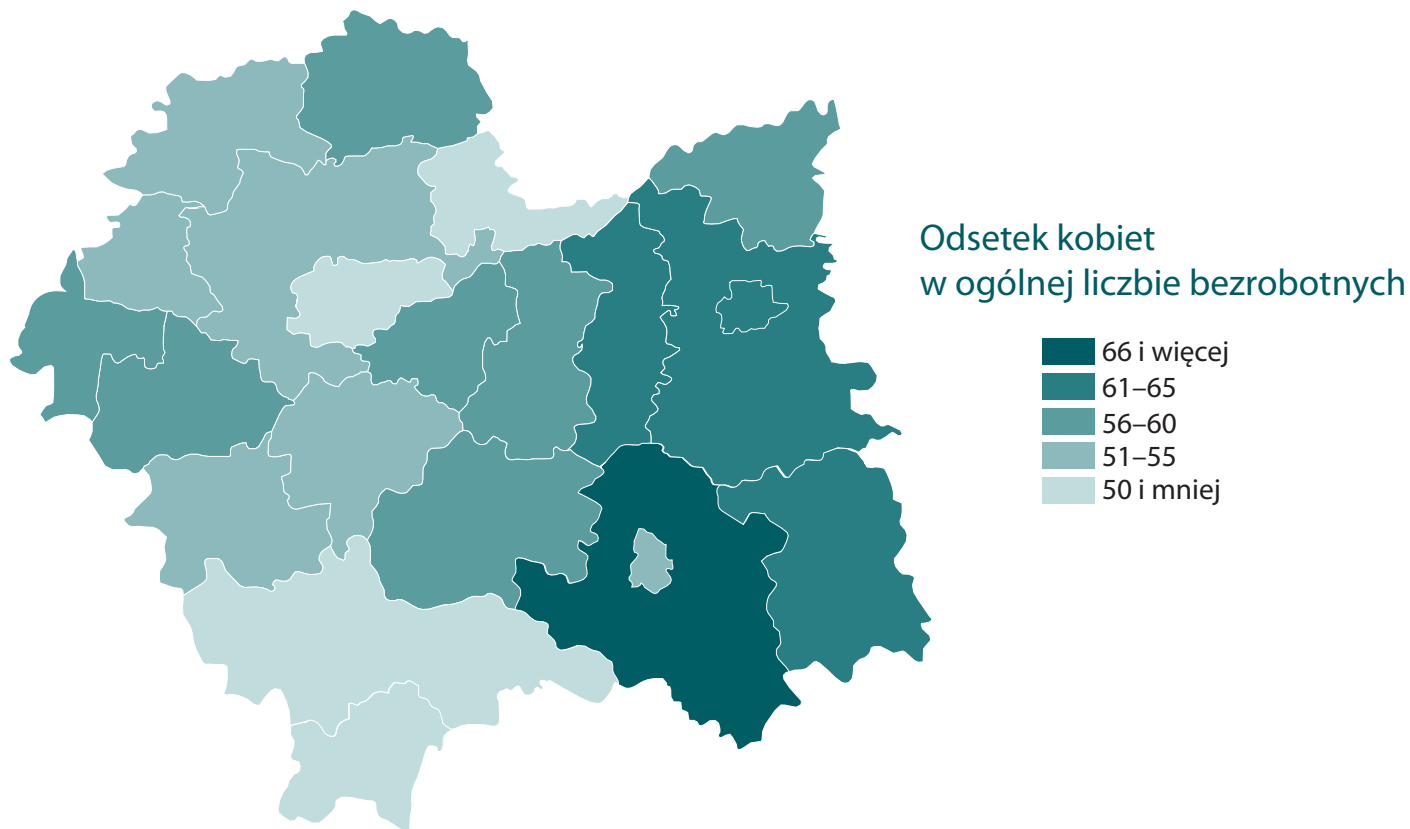 Odsetek kobiet
w ogólnej liczbie bezrobotnych
66 i więcej
61–65
56–60
51–55
50 i mniej